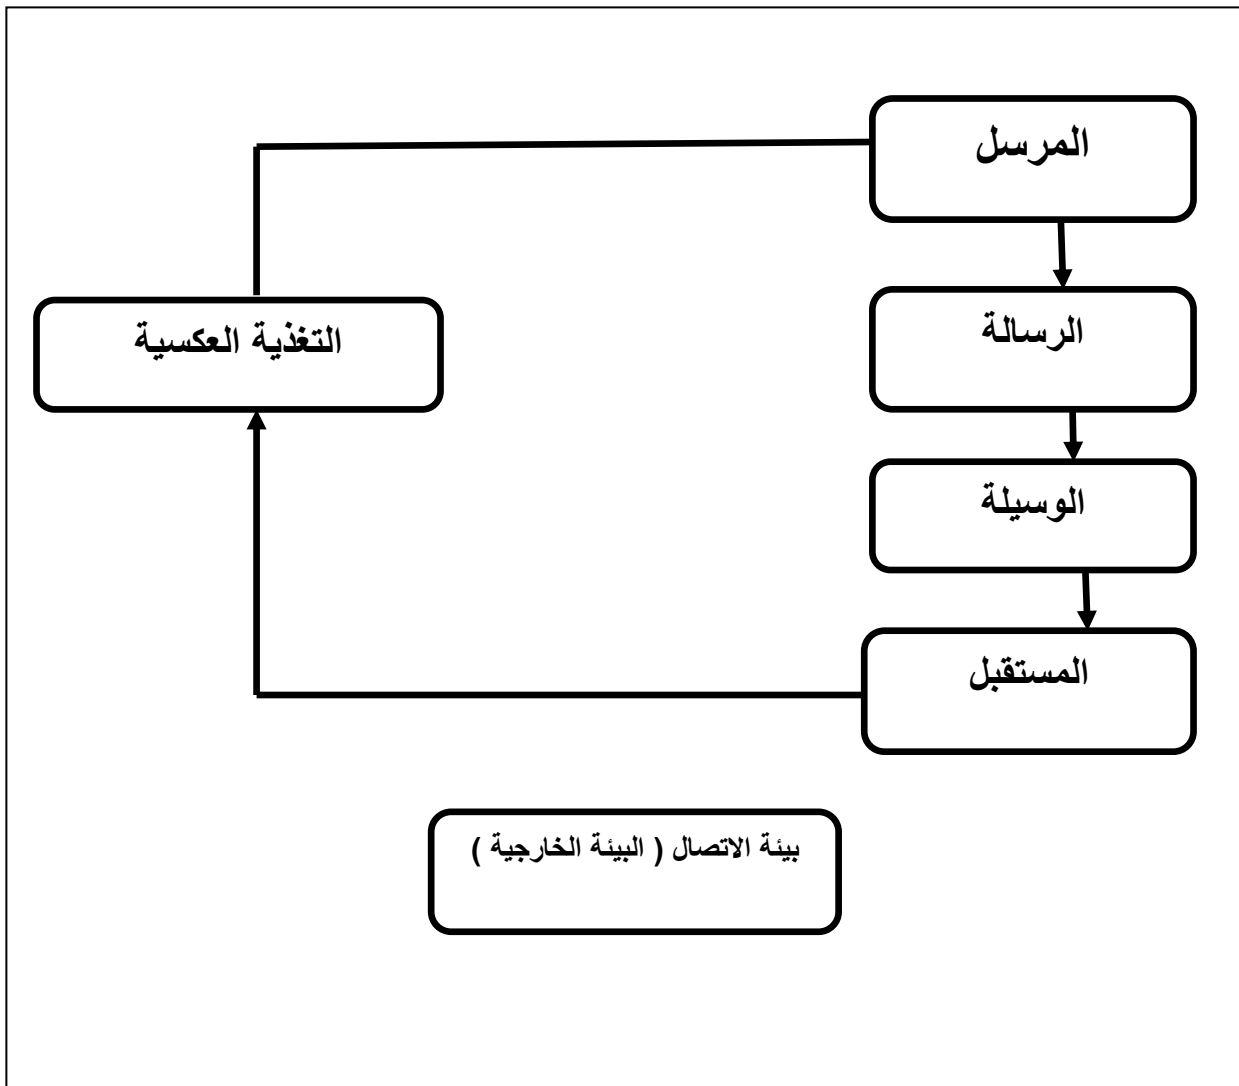 المرسل
الرسالة
التغذية العكسية
الوسيلة
المستقبل
بيئة الاتصال ( البيئة الخارجية )